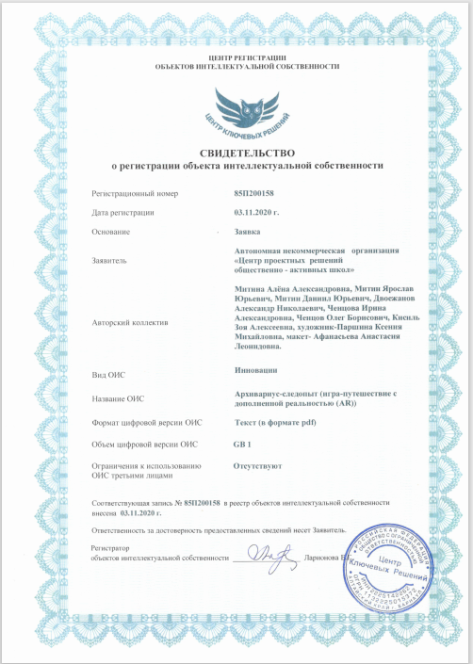 ЦЕНТР РЕГИСТРАЦИИ
ОБЪЕКТОВ ИНТЕЛЛЕКТУАЛЬНОЙ СОБСТВЕННОСТИ
ЦЕНТР КЛЮЧЕВЫХ РЕШЕНИЙ
СВИДЕТЕЛЬСТВО
о регистрации объекта интеллектуальной собственности
Регистрационный номер 85П200158
Дата регистрации 03.11.2020 г.
Основание Заявка
Заявитель
Автономная некоммерческая организация
«Центр проектных решений
общественно - активных школ»
Авторский коллектив
Митина Алёна Александровна, Митин Ярослав
Юрьевич, Митин Даниил Юрьевич, Двоежанов
Александр Николаевич, Ченцова Ирина
Александровна, Ченцов Олег Борисович, Кисиль
Зоя Алексеевна, художник-Паршина Ксения
Михайловна, макет- Афанасьева Анастасия
Леонидовна.
Вид ОИС Инновации
Название ОИС Архивариус-следопыт (игра-путешествие с
дополненной реальностью (AR))
Формат цифровой версии ОИС Текст (в формате pdf)
Объем цифровой версии ОИС GB 1
Ограничения к использованию Отсутствуют
ОИС третьими лицами
Соответствующая запись № 85П200158 в реестр объектов интеллектуальной собственности
внесена 03.11.2020 г.
Ответственность за достоверность предоставленных сведений несет Заявитель.
Регистратор
объектов интеллектуальной собственности Ларионова
РОССИЙСКАЯ ФЕДЕРАЦИЯ
Центр
Ключевых Решений